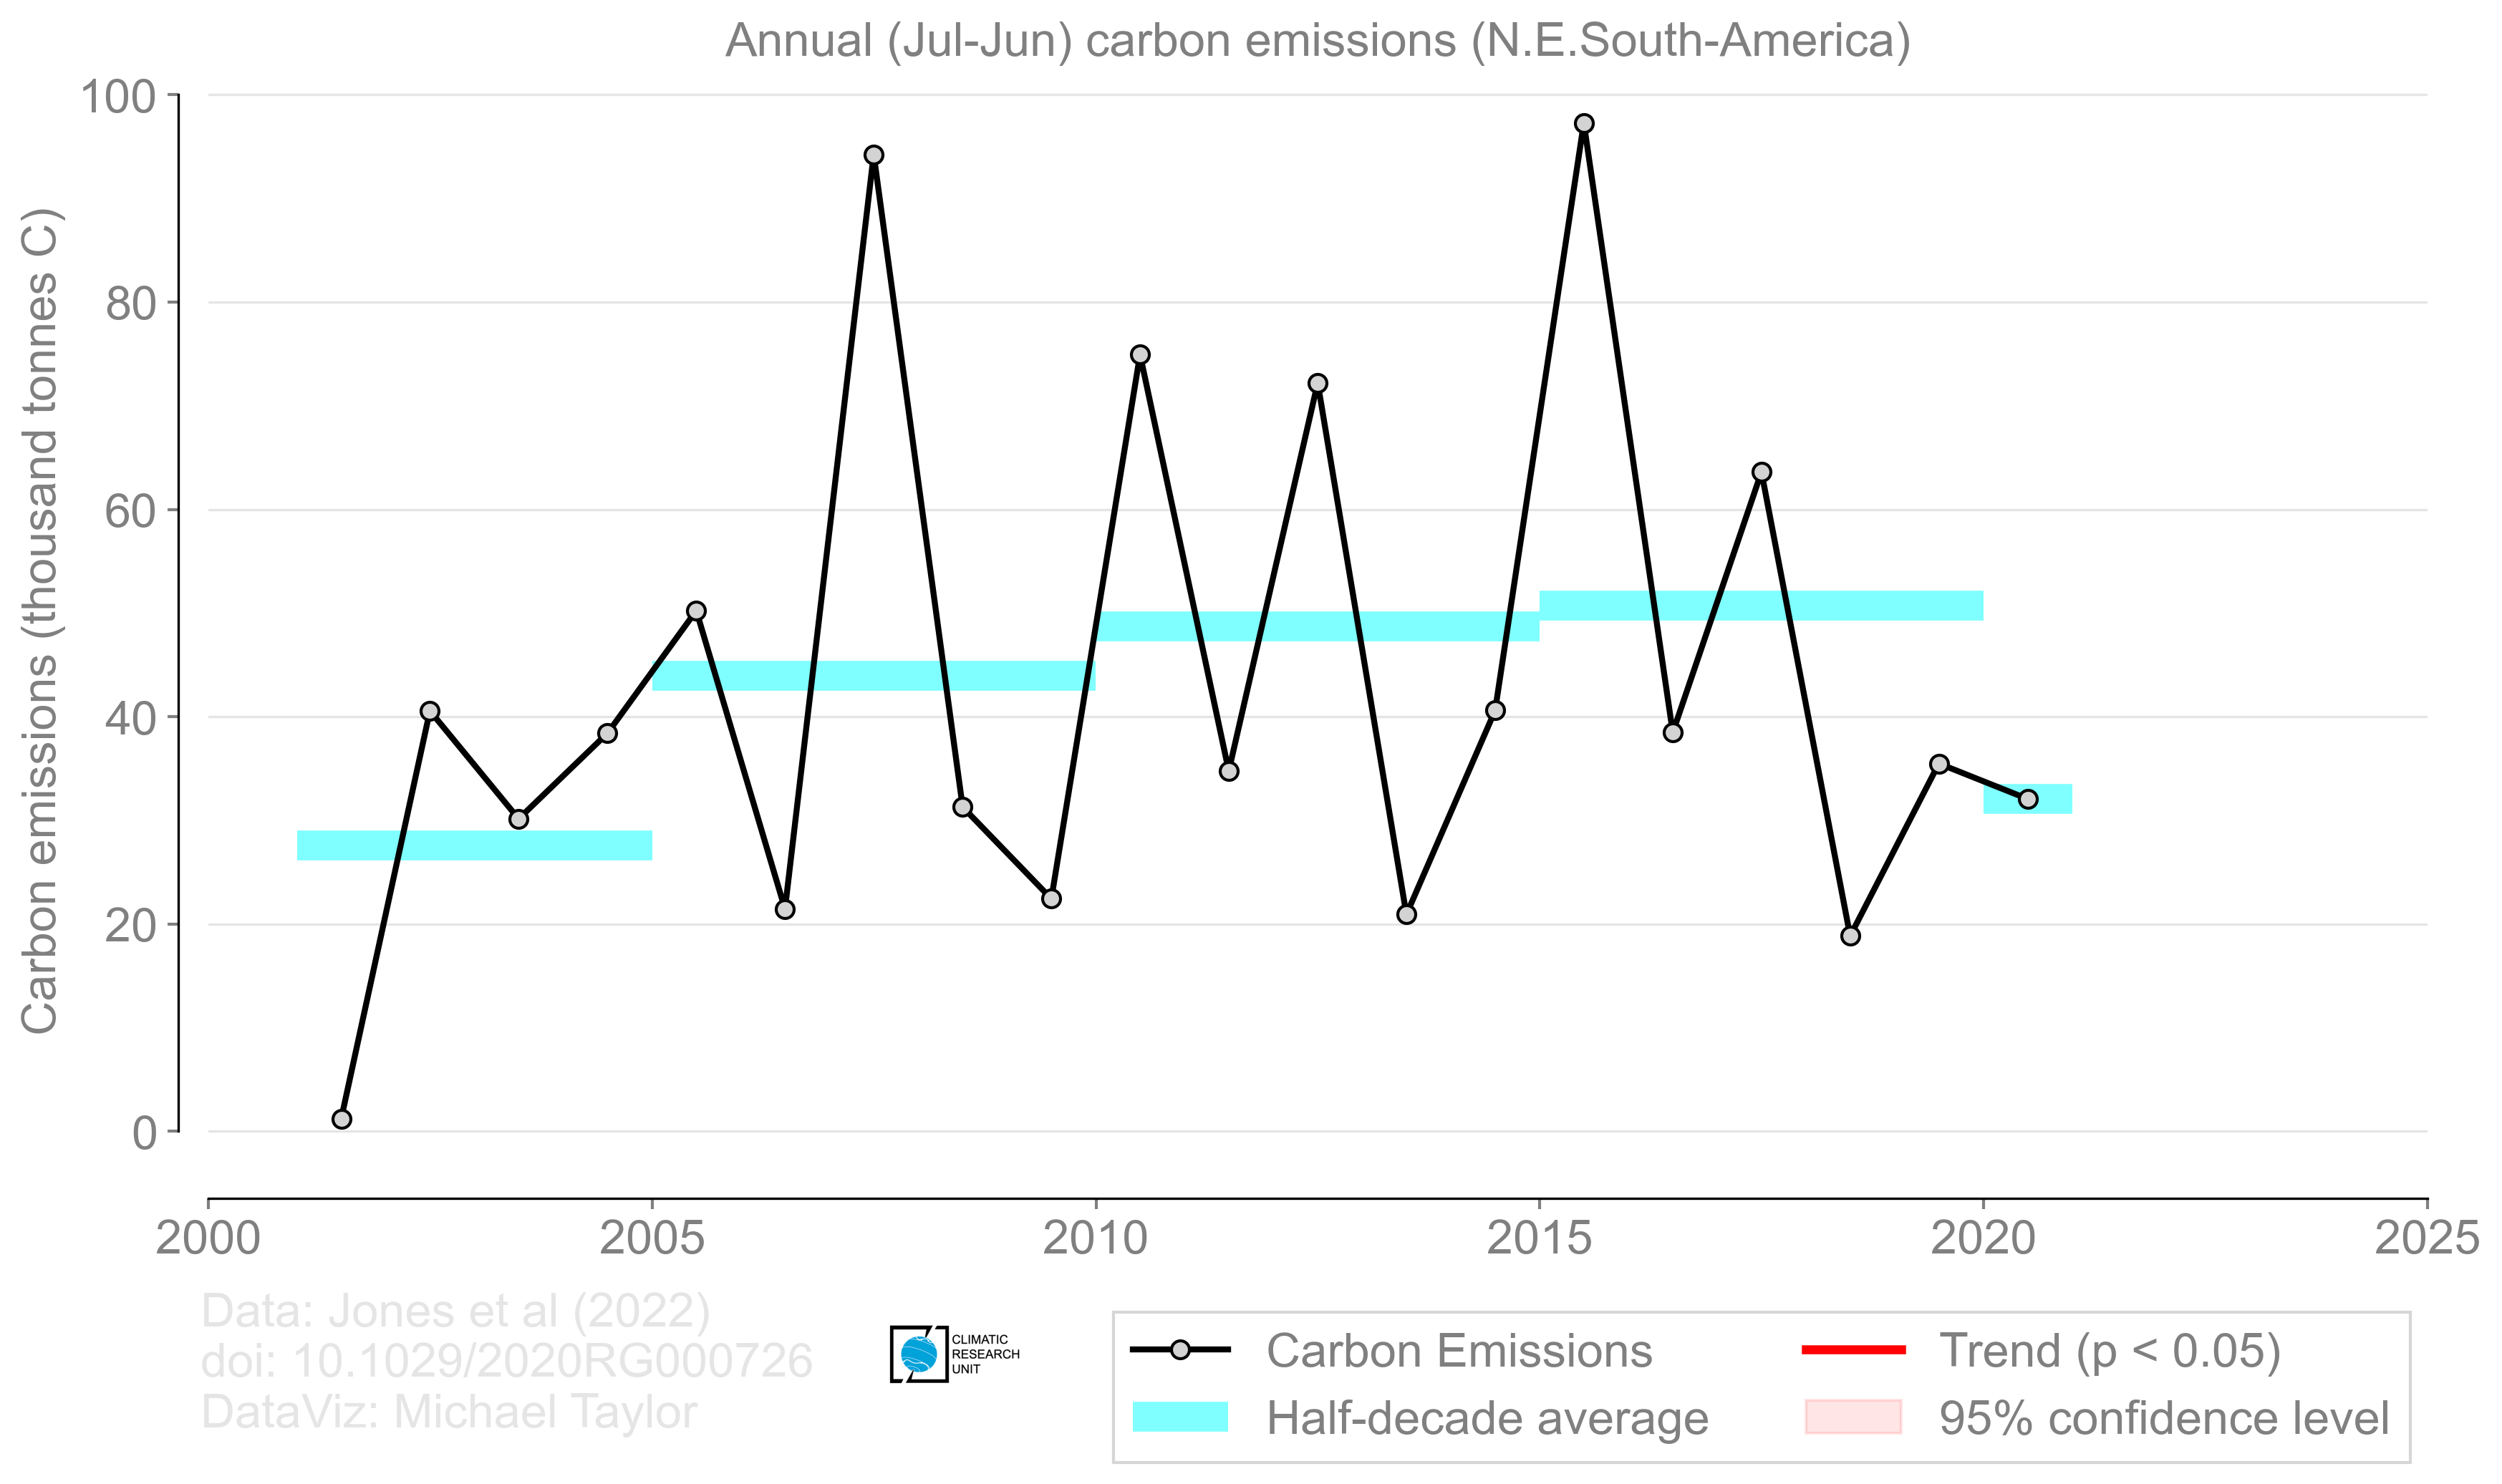 Annual (Jul-Jun) carbon emissions (N.E.South-America)
Carbon emissions (thousand tonnes C)
100
80
60
40
20
0
2000 2005 2010 2015 2020 2025
Data: Jones et al (2022)
doi: 10.1029/2020RG000726
DataViz: Michael Taylor
CLIMATIC
RESEARCH
UNIT
Carbon Emissions
Half-decade average
Trend (p < 0.05)
95% confidence level